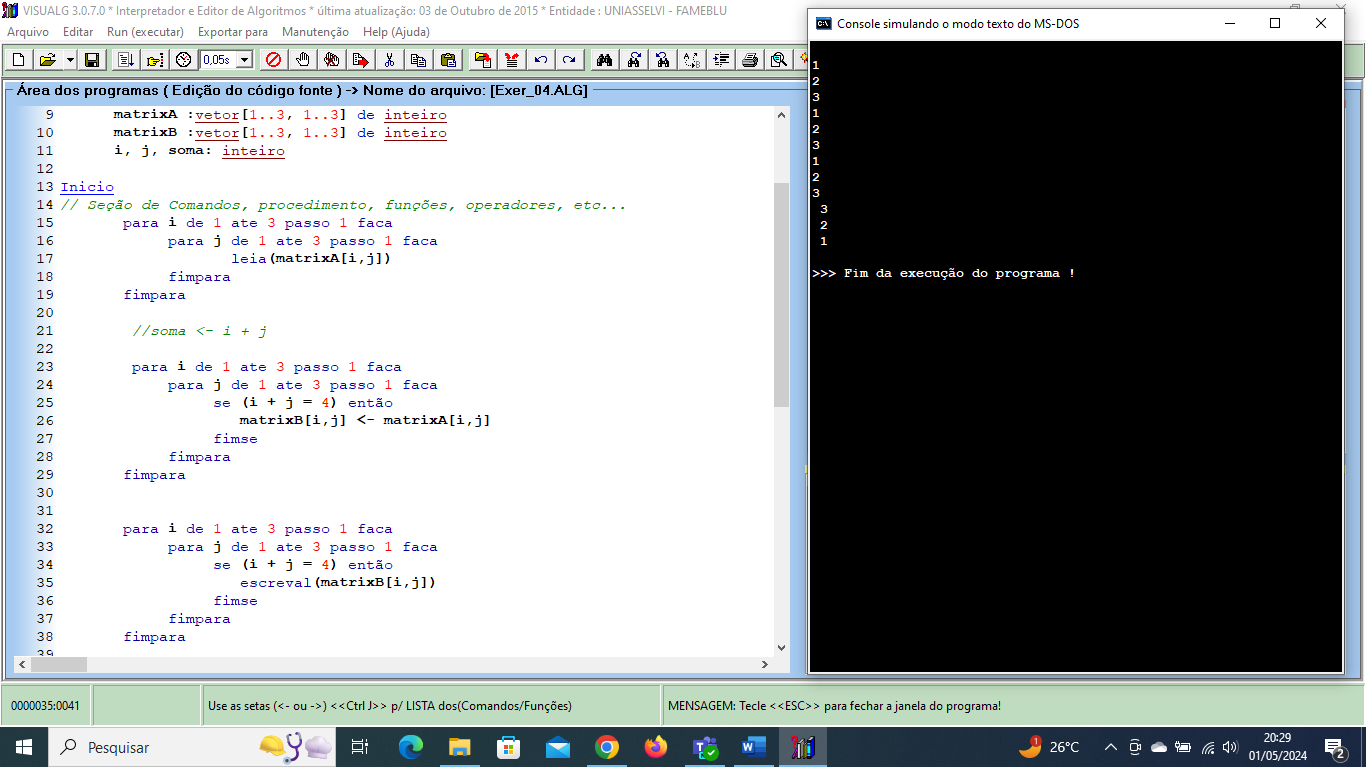 VISUALG 3.0.7.0 * Interpretador e Editor de Algoritmos * última atualização: 03 de Outubro de 2015 * Entidade : UNIASSELVI - FAMEBLU
Arquivo Editar Run (executar) Exportar para Manutenção Help (Ajuda)
0,05s
Área dos programas ( Edição do código fonte ) -> Nome do arquivo: [Exer_04.ALG]
9 matrixA :vetor[1..3, 1..3] de inteiro
10 matrixB :vetor[1..3, 1..3] de inteiro
11 i, j, soma: inteiro
12
13 Inicio
14 // Seção de Comandos, procedimento, funções, operadores, etc...
15 para i de 1 ate 3 passo 1 faca
16 para j de 1 ate 3 passo 1 faca
17 leia(matrixA[i,j])
18 fimpara
19 fimpara
20
21 //soma <- i + j
22
23 para i de 1 ate 3 passo 1 faca
24 para j de 1 ate 3 passo 1 faca
25 se (i + j = 4) então
26 matrixB[i,j] <- matrixA[i,j]
27 fimse
28 fimpara
29 fimpara
30
31
32 para i de 1 ate 3 passo 1 faca
33 para j de 1 ate 3 passo 1 faca
34 se (i + j = 4) então
35 escreval(matrixB[i,j])
36 fimse
37 fimpara
38 fimpara
39
Console simulando o modo texto do MS-DOS
1
2
3
1
2
3
1
2
3
3
2
1
>>> Fim da execução do programa !
0000035:0041
Use as setas (<- ou ->) <<Ctrl J>> p/ LISTA dos(Comandos/Funções)
MENSAGEM: Tecle <<ESC>> para fechar a janela do programa!
Pesquisar
1
26°C
20:29
01/05/2024
2